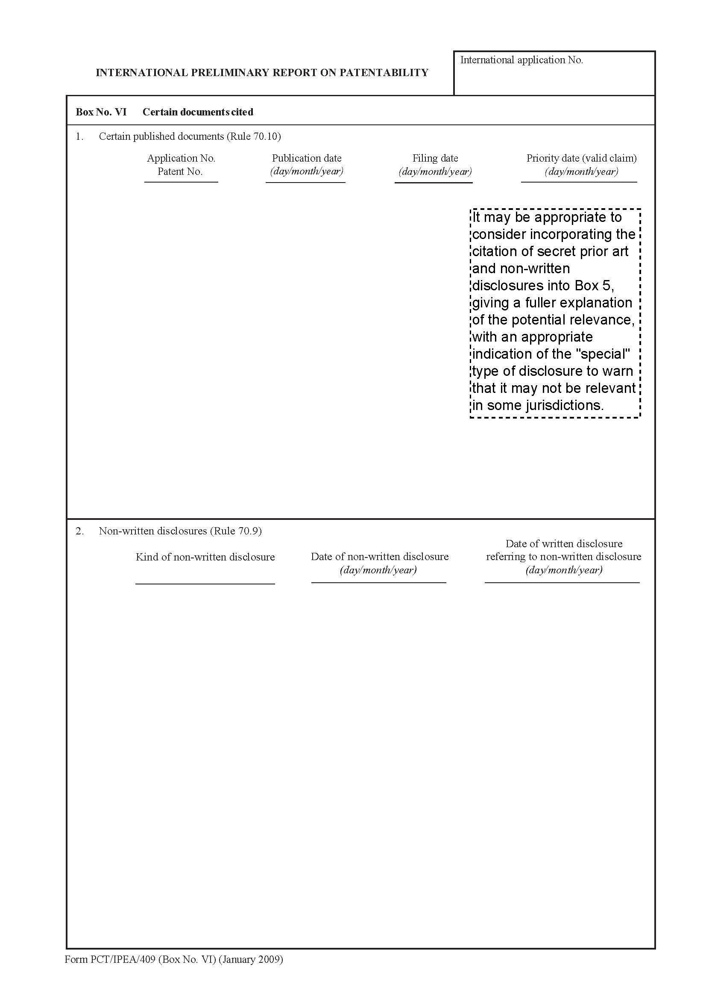 International application No.
INTERNATIONAL PRELIMINARY REPORT ON PATENTABILITY
Box No. VI Certain documents cited
1. Certain published documents (Rule 70.10)
Application No.
Patent No.
Publication date
(day/month/year)
Filing date
(day/month/year)
Priority date (valid claim)
(day/month/year)
It may be appropriate to
consider incorporating the
citation of secret prior art
and non-written
disclosures into Box 5,
giving a fuller explanation
of the potential relevance,
with an appropriate
indication of the "special"
type of disclosure to warn
that it may not be relevant
in some jurisdictions.
2. Non-written disclosures (Rule 70.9)
Kind of non-written disclosure
Date of non-written disclosure
(day/month/year)
Date of written disclosure
referring to non-written disclosure
(day/month/year)
Form PCT/IPEA/409 (Box No. VI) (January 2009)